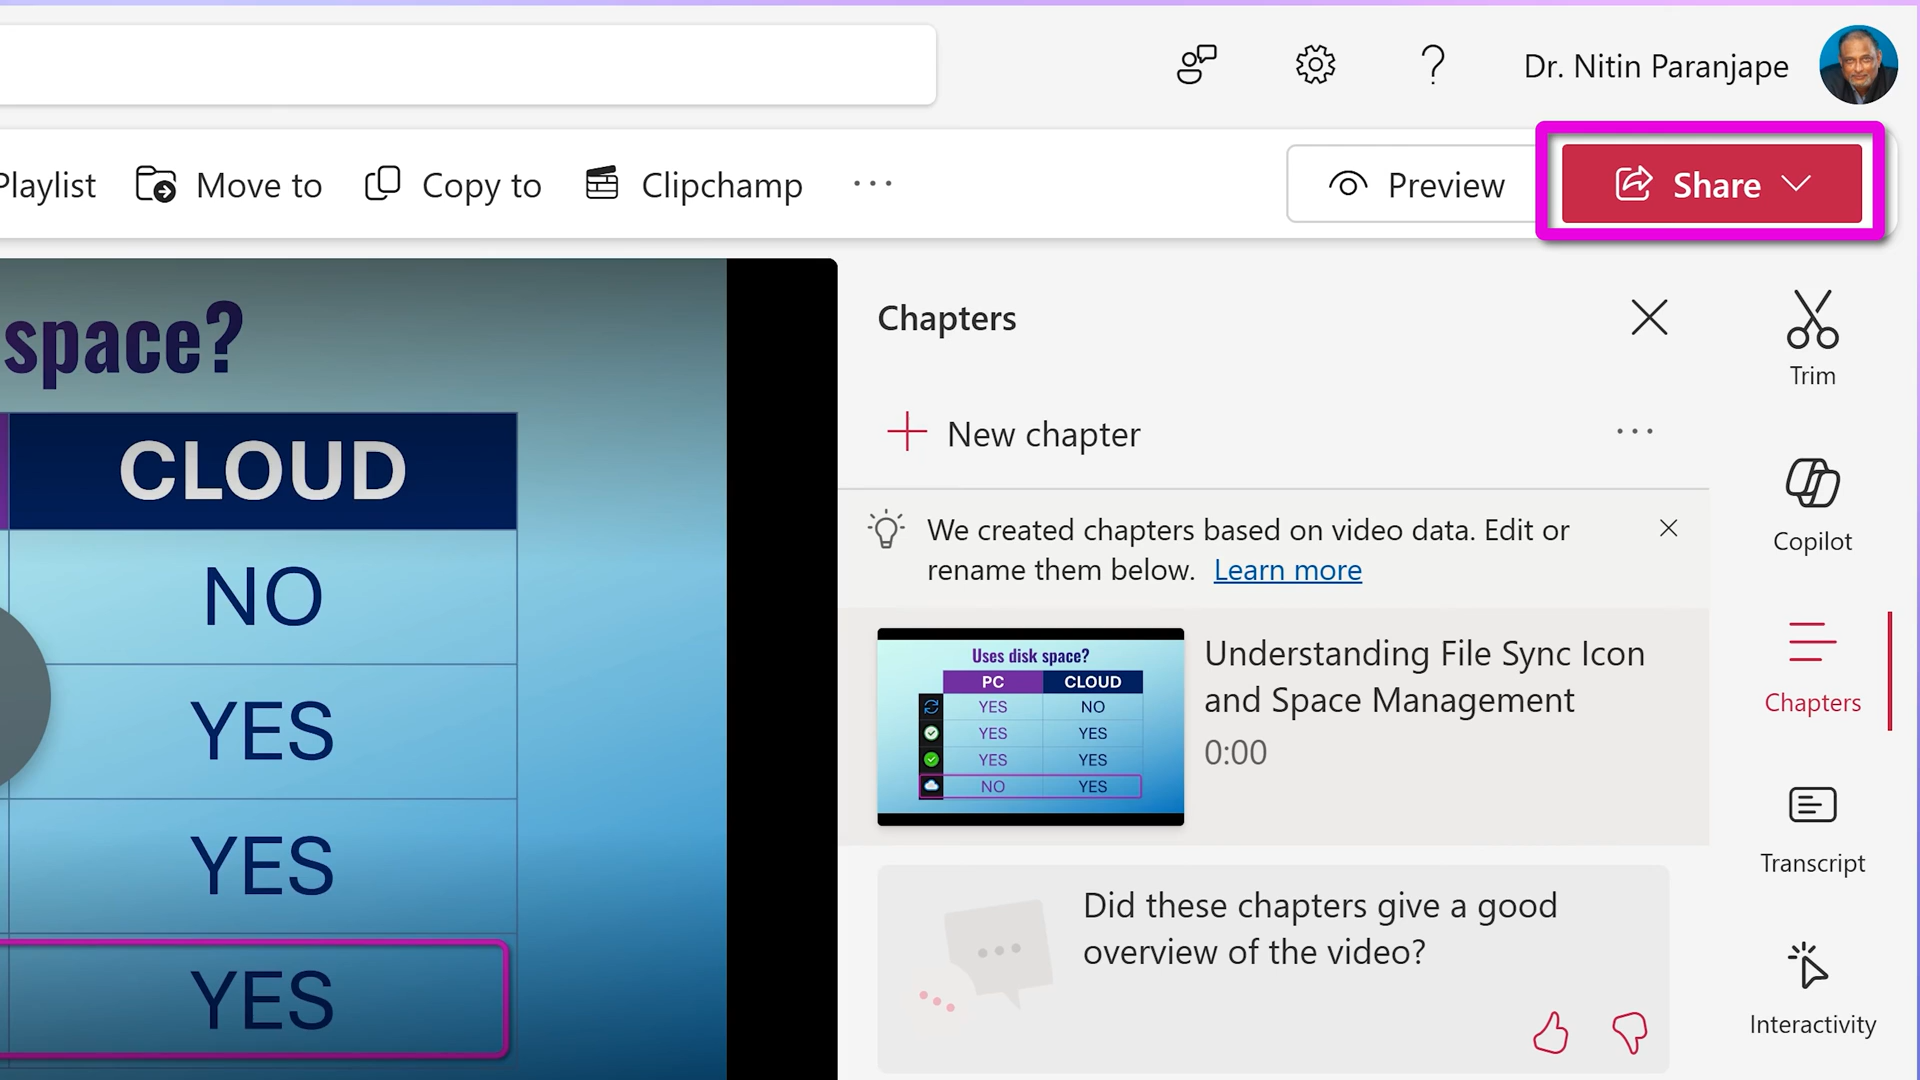 Dr. Nitin Paranjape
Playlist
Move to
Copy to
Clipchamp
Preview
Share
space?
CLOUD
NO
YES
YES
YES
Chapters
New chapter
We created chapters based on video data. Edit or
rename them below. Learn more
Uses disk space?
PC CLOUD
YES NO
YES YES
YES YES
NO YES
Understanding File Sync Icon
and Space Management
0:00
Did these chapters give a good
overview of the video?
Trim
Copilot
Chapters
Transcript
Interactivity